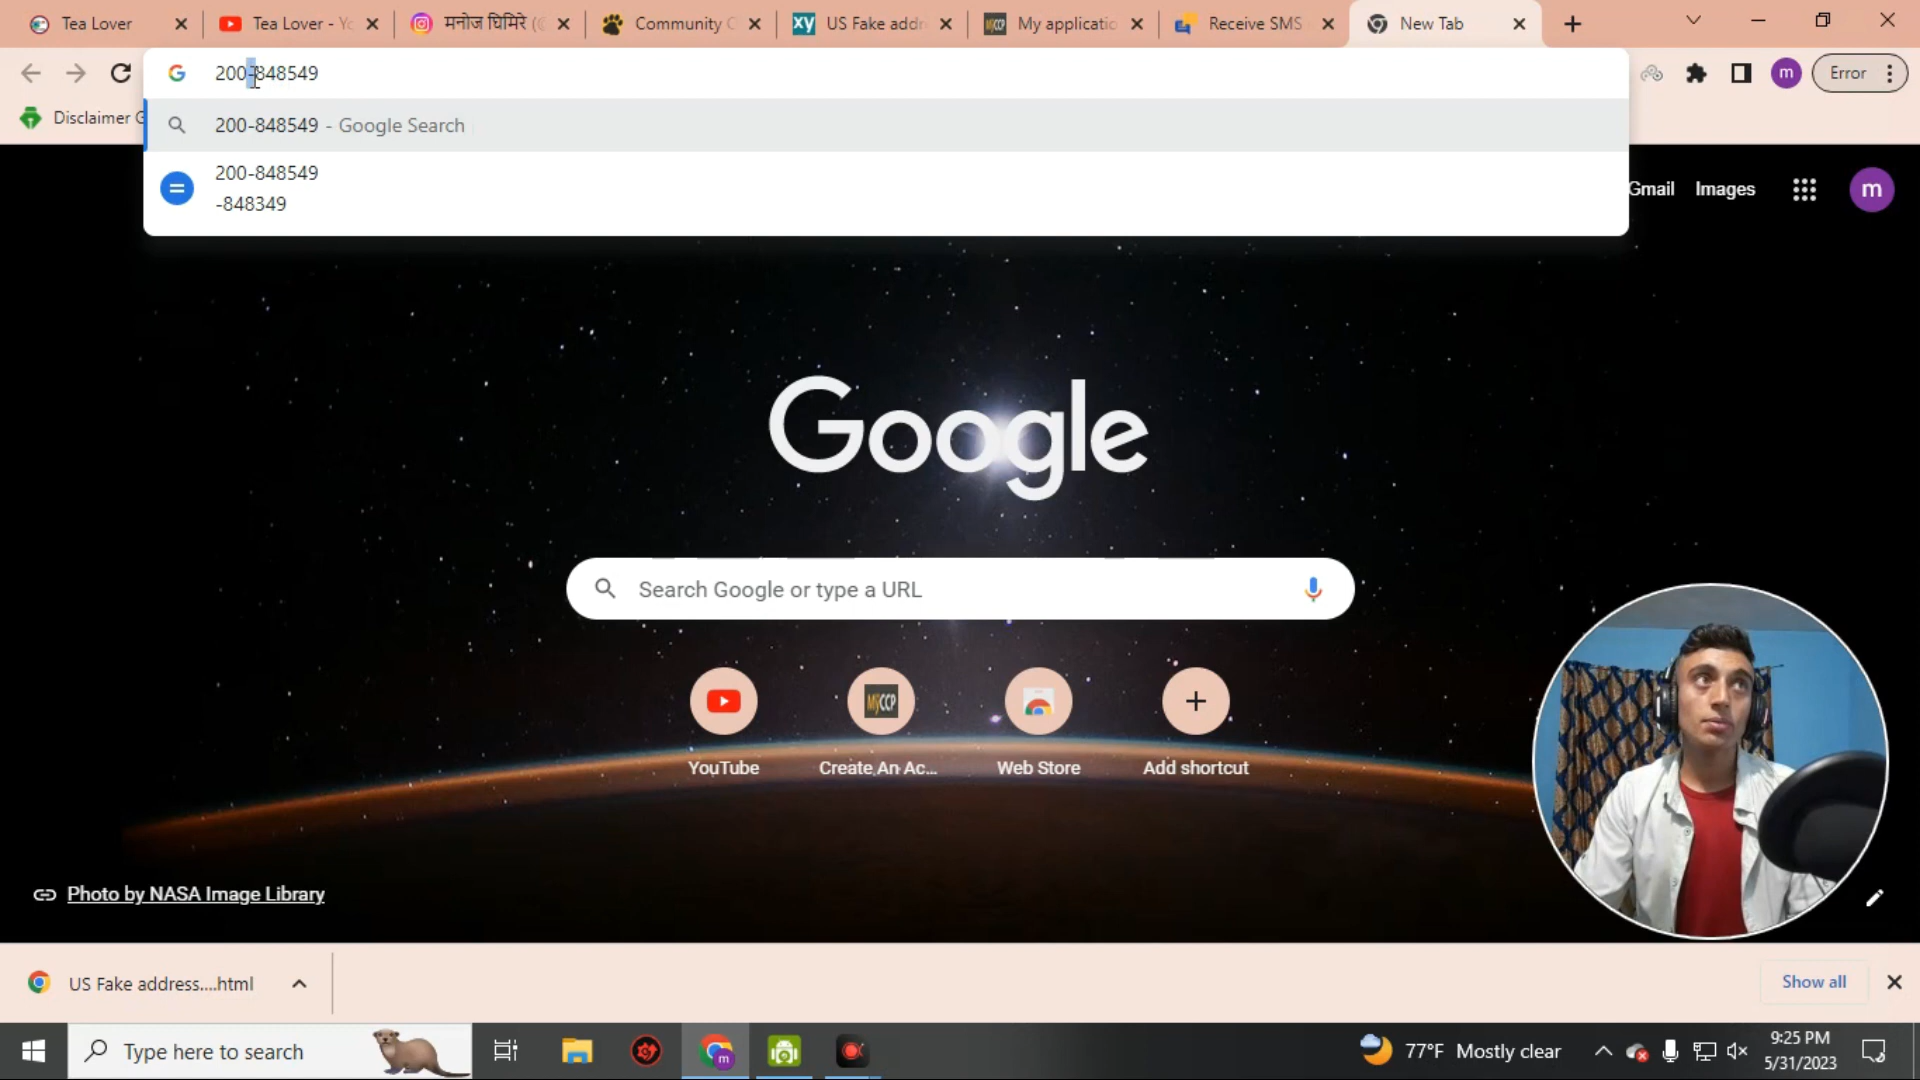 Tea Lover
Tea Lover - Yo
मनोज घिमिरे (@
Community C
US Fake addr
My applicatio
Receive SMS
New Tab
200-848549
m
Error
Disclaimer G
200-848549 - Google Search
200-848549
-848349
Gmail
Images
m
Google
Search Google or type a URL
MyCCP
YouTube
Create An Ac...
Web Store
Add shortcut
Photo by NASA Image Library
US Fake address....html
Show all
Type here to search
77°F Mostly clear
9:25 PM
5/31/2023